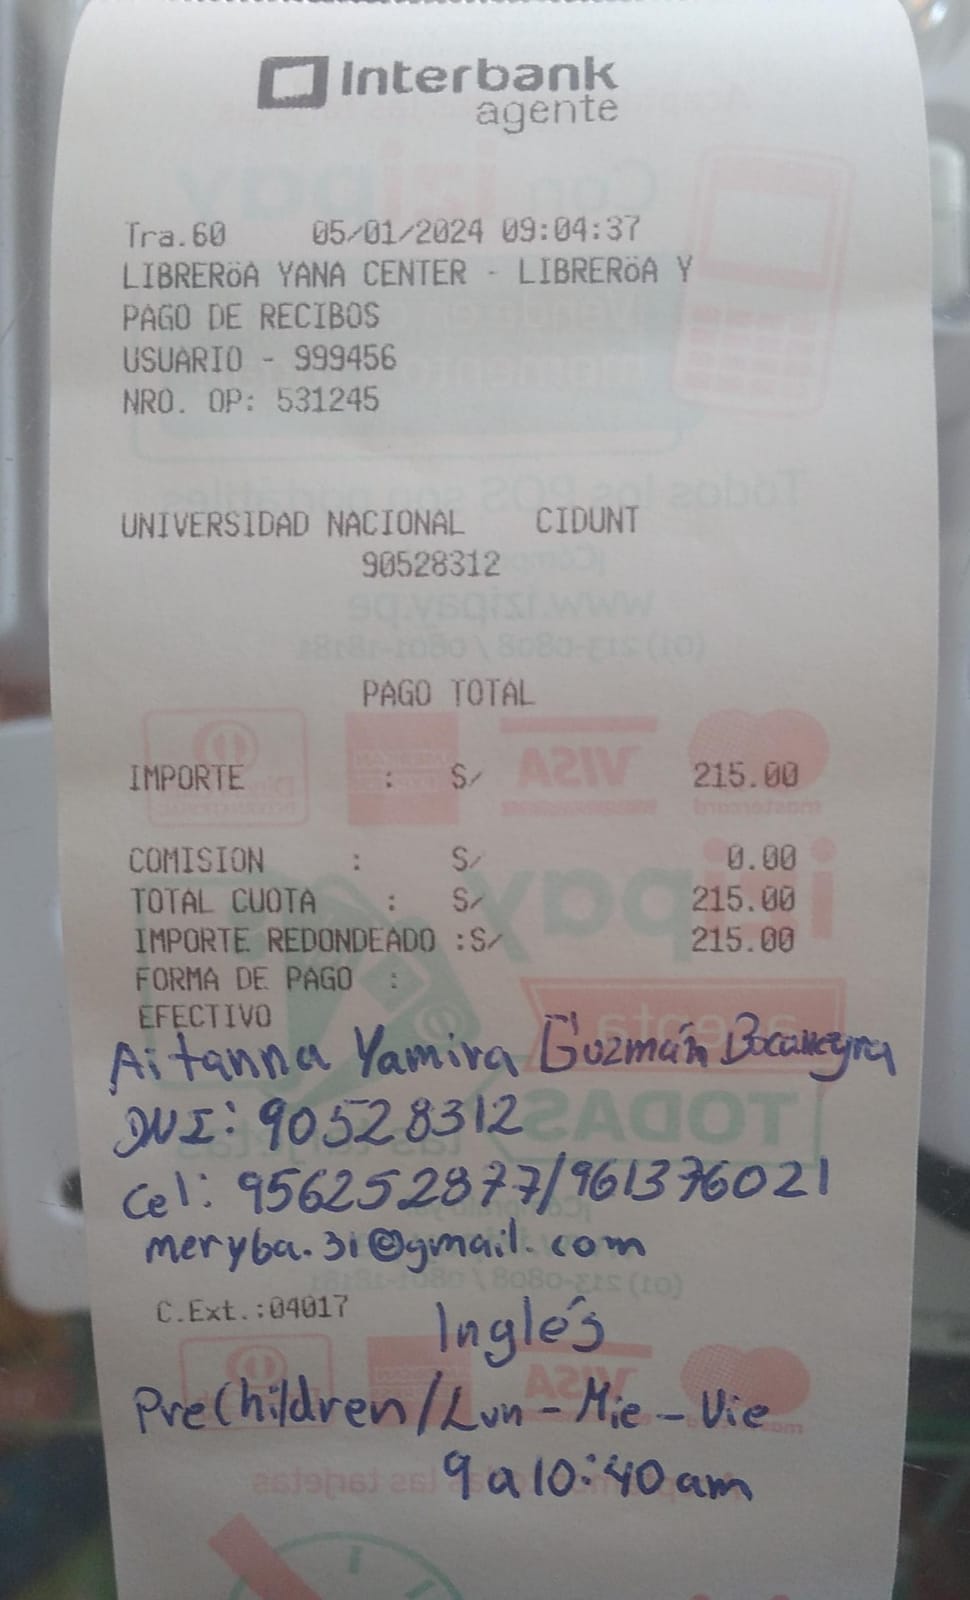 Interbank
agente
Tra.60 05/01/2024 09:04:37
LIBRERöA YANA CENTER - LIBRERöA Y
PAGO DE RECIBOS
USUARIO - 999456
NRO. OP: 531245
UNIVERSIDAD NACIONAL CIDUNT
90528312
PAGO TOTAL
IMPORTE : S/ 215.00
COMISION : S/ 0.00
TOTAL CUOTA : S/ 215.00
IMPORTE REDONDEADO :S/ 215.00
FORMA DE PAGO :
EFECTIVO
Aitanna Yamira Guzmán Bocanegra
DNI: 90528312
Cel: 956252877/961376021
meryba.31@gmail.com
C.Ext.:04017
Inglés
PreChildren/Lun-Mie-Vie
9 a 10:40am